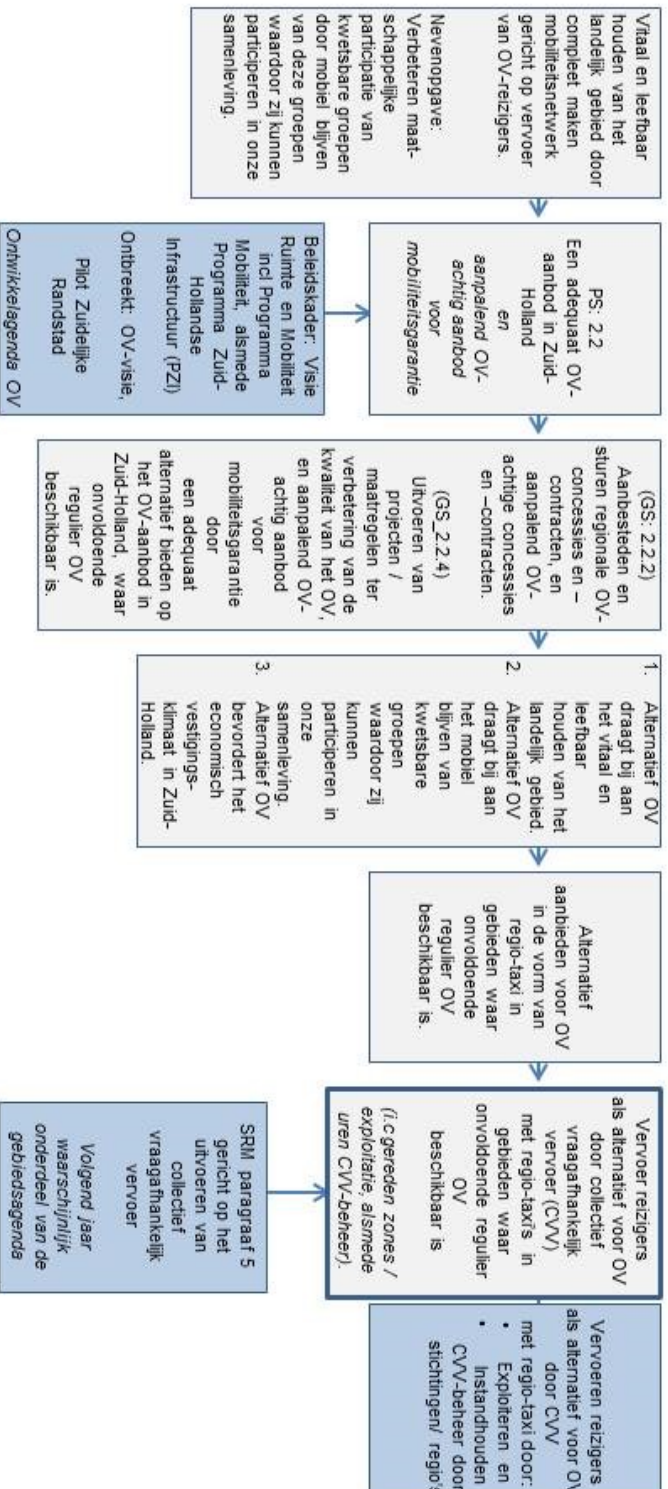 Vitaal en leefbaar
houden van het
landelijk gebied door
compleet maken
mobiliteitsnetwerk
gericht op vervoer
van OV-reizigers.
Nevenopgave:
Verbeteren maat-
schappelijke
participatie van
kwetsbare groepen
door mobiel blijven
van deze groepen
waardoor zij kunnen
participeren in onze
samenleving.
PS: 2.2
Een adequaat OV-
aanbod in Zuid-
Holland
en
aanpalend OV-
achtig aanbod
voor
mobiliteitsgarantie
Beleidskader: Visie
Ruimte en Mobiliteit
incl Programma
Mobiliteit, alsmede
Programma Zuid-
Hollandse
Infrastructuur (PZI)
Ontbreekt: OV-visie,
Pilot Zuidelijke
Randstad
Ontwikkelagenda OV
(GS: 2.2.2)
Aanbesteden en
sturen regionale OV-
concessies en –
contracten, en
aanpalend OV-
achtige concessies
en –contracten.
(GS_2.2.4)
Uitvoeren van
projecten /
maatregelen ter
verbetering van de
kwaliteit van het OV,
en aanpalend OV-
achtig aanbod
voor
mobiliteitsgarantie
door
een adequaat
alternatief bieden op
het OV-aanbod in
Zuid-Holland, waar
onvoldoende
regulier OV
beschikbaar is.
1. Alternatief OV
draagt bij aan
het vitaal en
leefbaar
houden van het
landelijk gebied.
2. Alternatief OV
draagt bij aan
het mobiel
blijven van
kwetsbare
groepen
waardoor zij
kunnen
participeren in
onze
samenleving.
3. Alternatief OV
bevordert het
economisch
vestigings-
klimaat in Zuid-
Holland.
Alternatief
aanbieden voor OV
in de vorm van
regio-taxi in
gebieden waar
onvoldoende
regulier OV
beschikbaar is.
Vervoer reizigers
als alternatief voor OV
door collectief
vraagafhankelijk
vervoer (CVV)
met regio-taxi's in
gebieden waar
onvoldoende regulier
OV
beschikbaar is
(i.c gereden zones /
exploitatie, alsmede
uren CVV-beheer).
SRM paragraaf 5
gericht op het
uitvoeren van
collectief
vraagafhankelijk
vervoer
Volgend jaar
waarschijnlijk
onderdeel van de
gebiedsagenda
Vervoeren reizigers
als alternatief voor OV
door CVV
met regio-taxi door:
• Exploiteren en
• Instandhouden
CVV-beheer door
stichtingen/ regio's